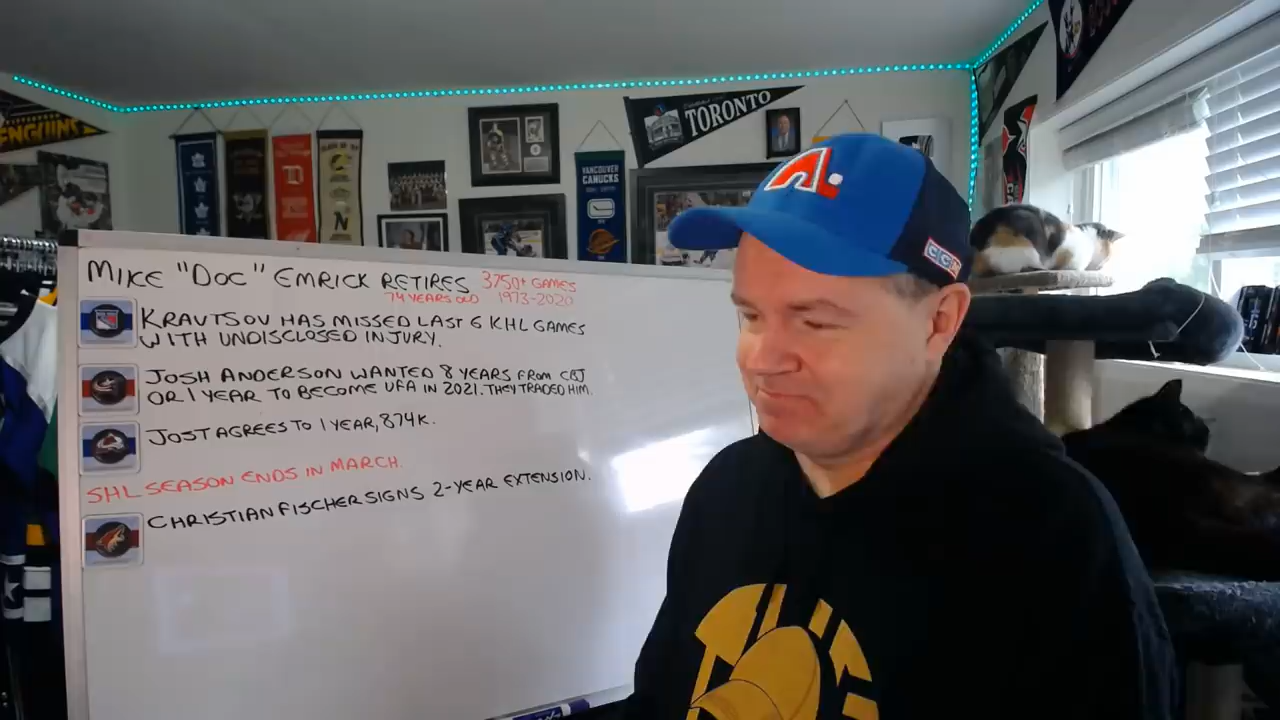 PENGUINS
TORONTO
VANCOUVER
CANUCKS
CCM
MIKE "DOC" EMRICK RETIRES 3750+ GAMES
74 YEARS OLD 1973-2020
KRAVTSOV HAS MISSED LAST 6 KHL GAMES
WITH UNDISCLOSED INJURY.
JOSH ANDERSON WANTED 8 YEARS FROM CBJ
OR 1 YEAR TO BECOME UFA IN 2021. THEY TRADED HIM.
JOST AGREES TO 1 YEAR, 874K.
SHL SEASON ENDS IN MARCH.
CHRISTIAN FISCHER SIGNS 2-YEAR EXTENSION.